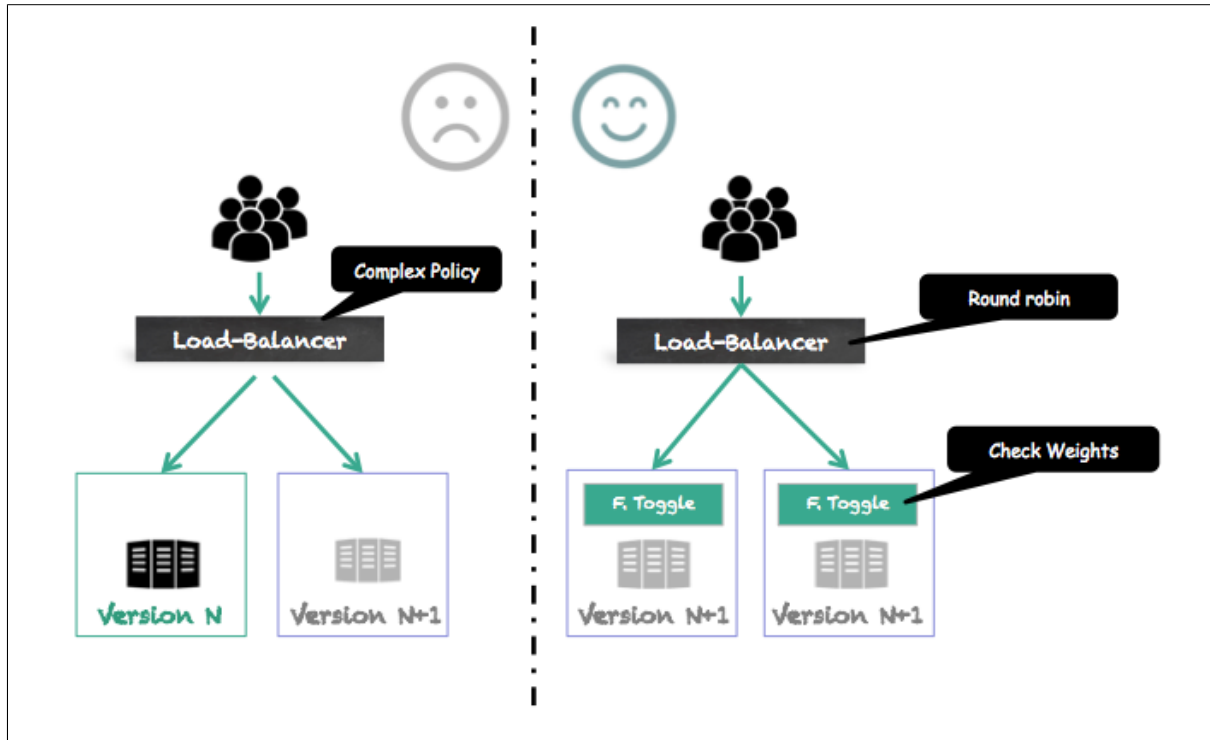 Complex Policy
Load-Balancer
Version N
Version N+1
Round robin
Load-Balancer
Check Weights
F. Toggle
F. Toggle
Version N+1
Version N+1